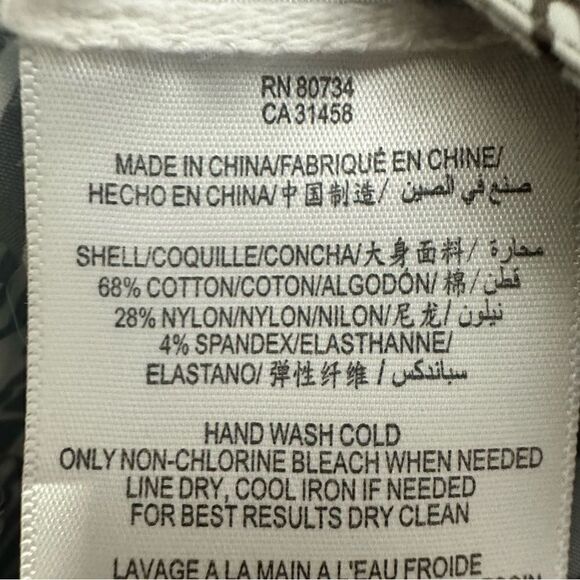 RN 80734
CA 31458
MADE IN CHINA/FABRIQUÉ EN CHINE/
HECHO EN CHINA/中国制造/ صنع في الصين
SHELL/COQUILLE/CONCHA/大身面料/ محارة
68% COTTON/COTON/ALGODÓN/ 棉/ قطن
28% NYLON/NYLON/NILON/尼龙/ نيلون
4% SPANDEX/ELASTHANNE/
ELASTANO/ 弹性纤维 / سباندكس
HAND WASH COLD
ONLY NON-CHLORINE BLEACH WHEN NEEDED
LINE DRY, COOL IRON IF NEEDED
FOR BEST RESULTS DRY CLEAN
LAVAGE A LA MAIN A L'EAU FROIDE